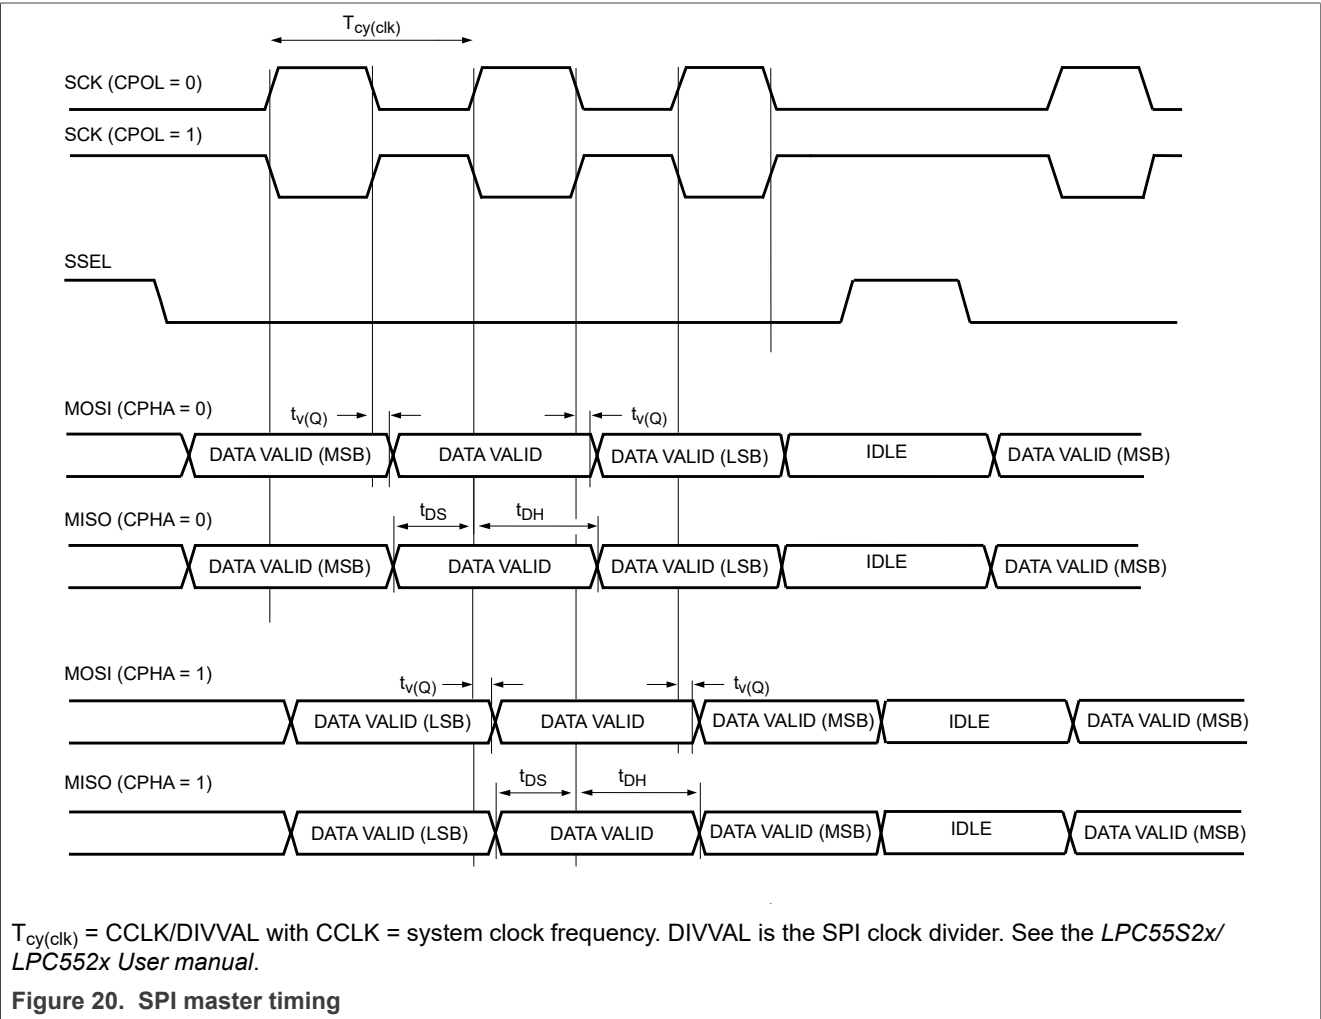 Tcy(clk)
SCK (CPOL = 0)
SCK (CPOL = 1)
SSEL
MOSI (CPHA = 0)
tv(Q) tv(Q)
DATA VALID (MSB) DATA VALID DATA VALID (LSB) IDLE DATA VALID (MSB)
MISO (CPHA = 0)
tDS tDH
DATA VALID (MSB) DATA VALID DATA VALID (LSB) IDLE DATA VALID (MSB)
MOSI (CPHA = 1)
tv(Q) tv(Q)
DATA VALID (LSB) DATA VALID DATA VALID (MSB) IDLE DATA VALID (MSB)
MISO (CPHA = 1)
tDS tDH
DATA VALID (LSB) DATA VALID DATA VALID (MSB) IDLE DATA VALID (MSB)
Tcy(clk) = CCLK/DIVVAL with CCLK = system clock frequency. DIVVAL is the SPI clock divider. See the LPC55S2x/
LPC552x User manual.
Figure 20. SPI master timing